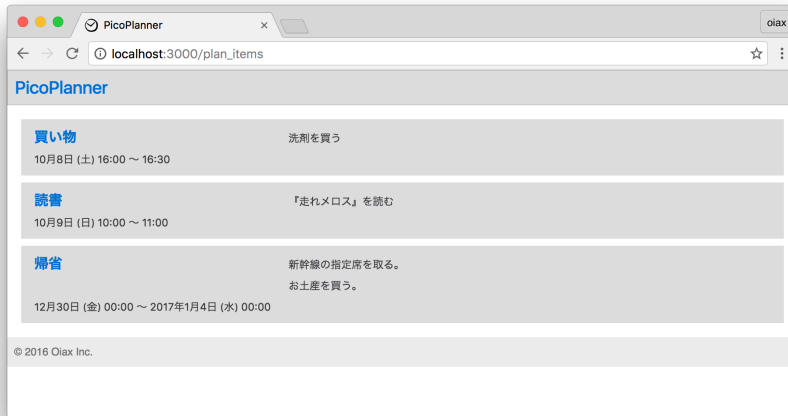 PicoPlanner
oiax
localhost:3000/plan_items
PicoPlanner
買い物
洗剤を買う
10月8日 (土) 16:00 〜 16:30
読書
『走れメロス』を読む
10月9日 (日) 10:00 〜 11:00
帰省
新幹線の指定席を取る。
お土産を買う。
12月30日 (金) 00:00 〜 2017年1月4日 (水) 00:00
© 2016 Oiax Inc.